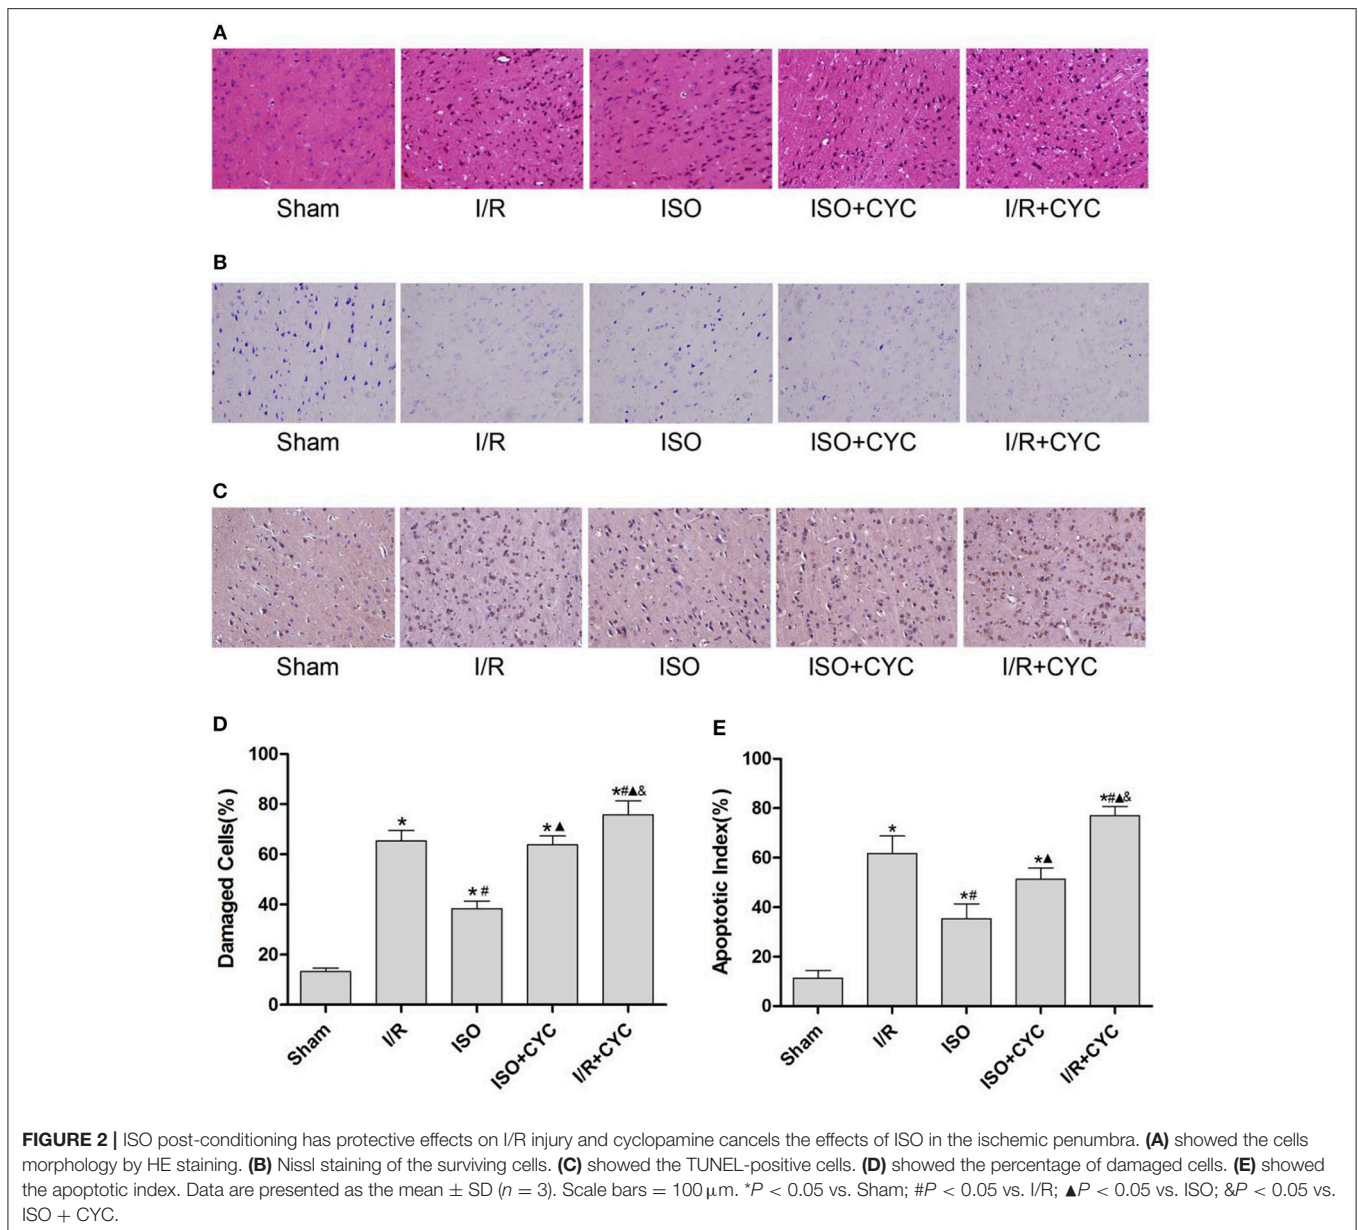 A
Sham I/R ISO ISO+CYC I/R+CYC
B
Sham I/R ISO ISO+CYC I/R+CYC
C
Sham I/R ISO ISO+CYC I/R+CYC
D
Damaged Cells(%)
100
80
60
40
20
0
*
* #
* ▲
*#▲&
Sham I/R ISO ISO+CYC I/R+CYC
E
Apoptotic Index(%)
100
80
60
40
20
0
*
*#
*▲
*#▲&
Sham I/R ISO ISO+CYC I/R+CYC
FIGURE 2 | ISO post-conditioning has protective effects on I/R injury and cyclopamine cancels the effects of ISO in the ischemic penumbra. (A) showed the cells
morphology by HE staining. (B) Nissl staining of the surviving cells. (C) showed the TUNEL-positive cells. (D) showed the percentage of damaged cells. (E) showed
the apoptotic index. Data are presented as the mean ± SD (n = 3). Scale bars = 100 μm. *P < 0.05 vs. Sham; #P < 0.05 vs. I/R; ▲P < 0.05 vs. ISO; &P < 0.05 vs.
ISO + CYC.